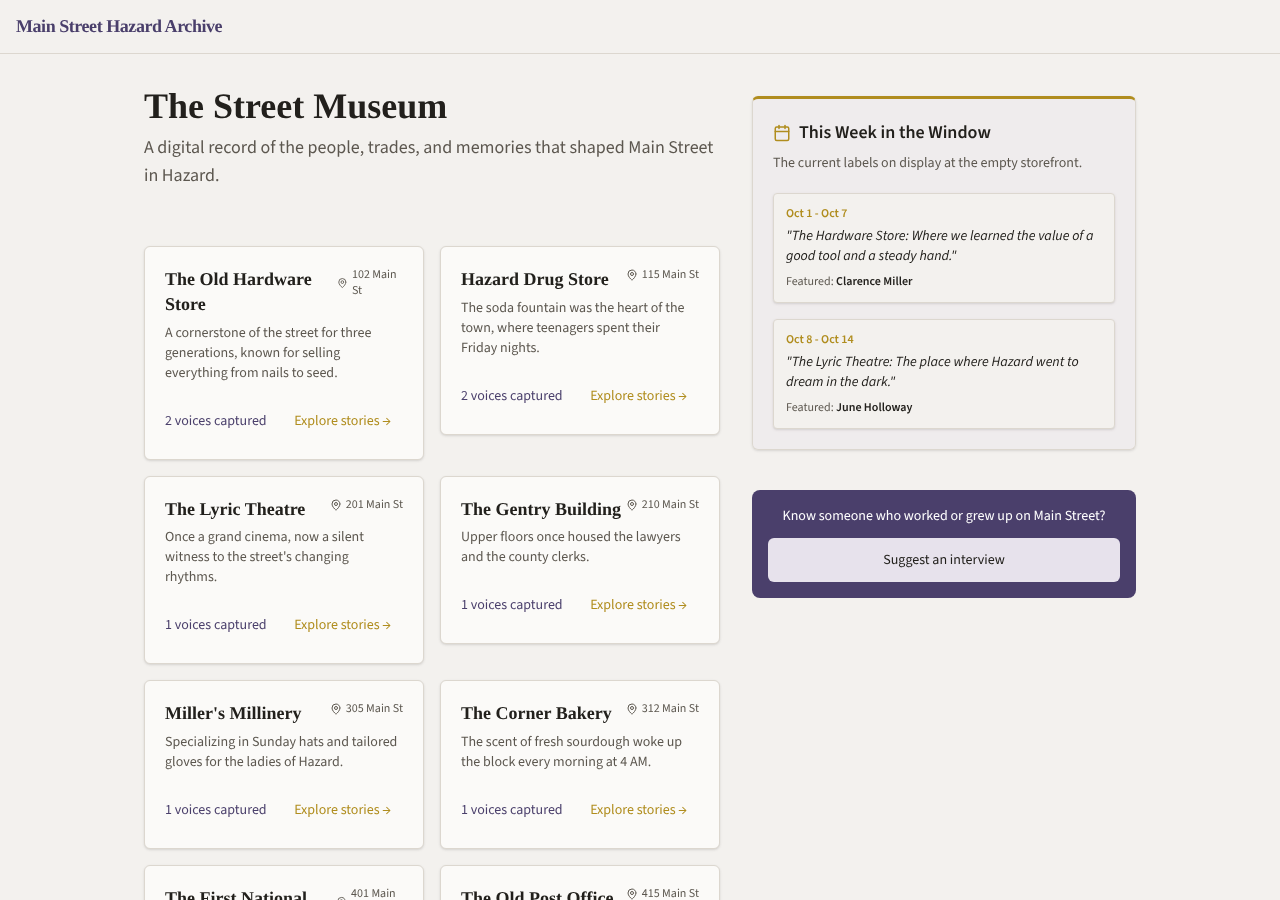 Main Street Hazard Archive
The Street Museum
A digital record of the people, trades, and memories that shaped Main Street
in Hazard.
The Old Hardware
Store
102 Main
St
A cornerstone of the street for three
generations, known for selling
everything from nails to seed.
2 voices captured
Explore stories →
Hazard Drug Store
115 Main St
The soda fountain was the heart of the
town, where teenagers spent their
Friday nights.
2 voices captured
Explore stories →
The Lyric Theatre
201 Main St
Once a grand cinema, now a silent
witness to the street's changing
rhythms.
1 voices captured
Explore stories →
The Gentry Building
210 Main St
Upper floors once housed the lawyers
and the county clerks.
1 voices captured
Explore stories →
Miller's Millinery
305 Main St
Specializing in Sunday hats and tailored
gloves for the ladies of Hazard.
1 voices captured
Explore stories →
The Corner Bakery
312 Main St
The scent of fresh sourdough woke up
the block every morning at 4 AM.
1 voices captured
Explore stories →
The First National
401 Main
The Old Post Office
415 Main St
This Week in the Window
The current labels on display at the empty storefront.
Oct 1 - Oct 7
"The Hardware Store: Where we learned the value of a
good tool and a steady hand."
Featured: Clarence Miller
Oct 8 - Oct 14
"The Lyric Theatre: The place where Hazard went to
dream in the dark."
Featured: June Holloway
Know someone who worked or grew up on Main Street?
Suggest an interview